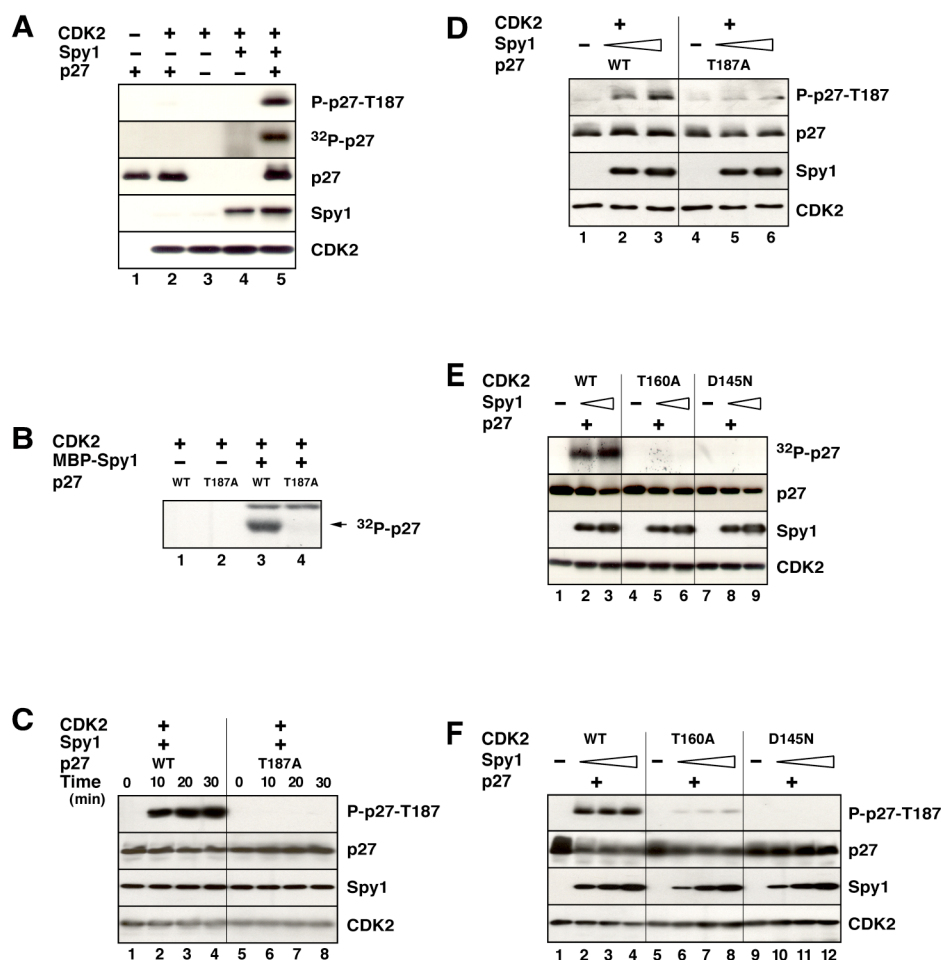 A
CDK2 – + + + +
Spy1 – – – + +
p27 + + – – +
P-p27-T187
32P-p27
p27
Spy1
CDK2
1 2 3 4 5
B
CDK2 + + + +
MBP-Spy1 – – + +
p27 WT T187A WT T187A
32P-p27
1 2 3 4
C
CDK2 + +
Spy1 + +
p27 WT T187A
Time 0 10 20 30 0 10 20 30
(min)
P-p27-T187
p27
Spy1
CDK2
1 2 3 4 5 6 7 8
D
CDK2 + +
Spy1 – –
p27 WT T187A
P-p27-T187
p27
Spy1
CDK2
1 2 3 4 5 6
E
CDK2 WT T160A D145N
Spy1 – – –
p27 + + +
32P-p27
p27
Spy1
CDK2
1 2 3 4 5 6 7 8 9
F
CDK2 WT T160A D145N
Spy1 – – –
p27 + + +
P-p27-T187
p27
Spy1
CDK2
1 2 3 4 5 6 7 8 9 10 11 12